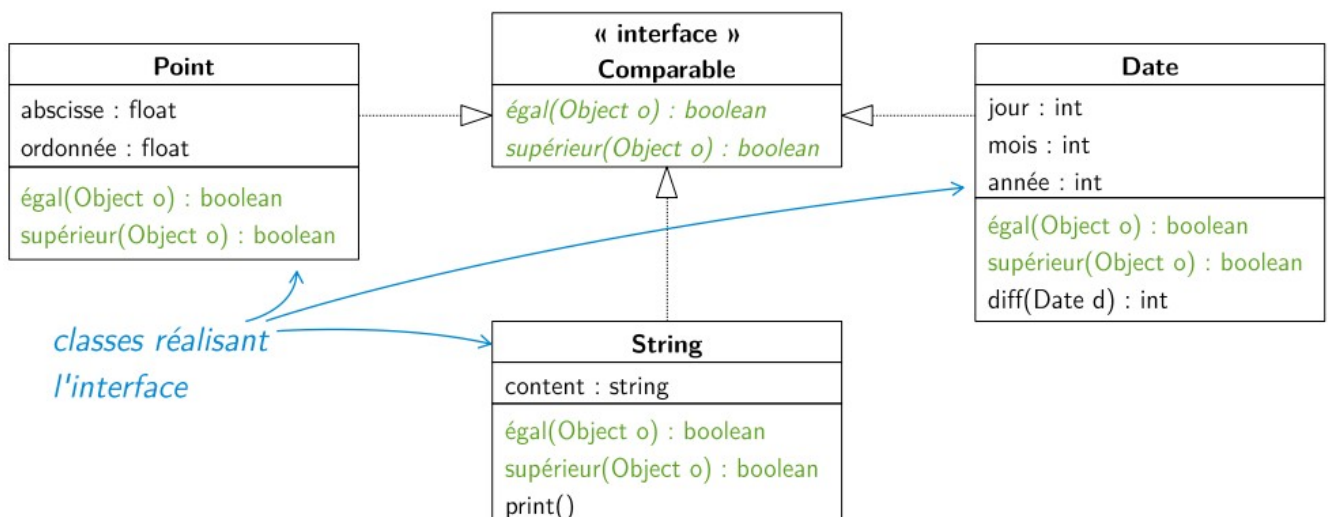 « interface »
Comparable
égal(Object o) : boolean
supérieur(Object o) : boolean
Point
abscisse : float
ordonnée : float
égal(Object o) : boolean
supérieur(Object o) : boolean
Date
jour : int
mois : int
année : int
égal(Object o) : boolean
supérieur(Object o) : boolean
diff(Date d) : int
classes réalisant
l'interface
String
content : string
égal(Object o) : boolean
supérieur(Object o) : boolean
print()